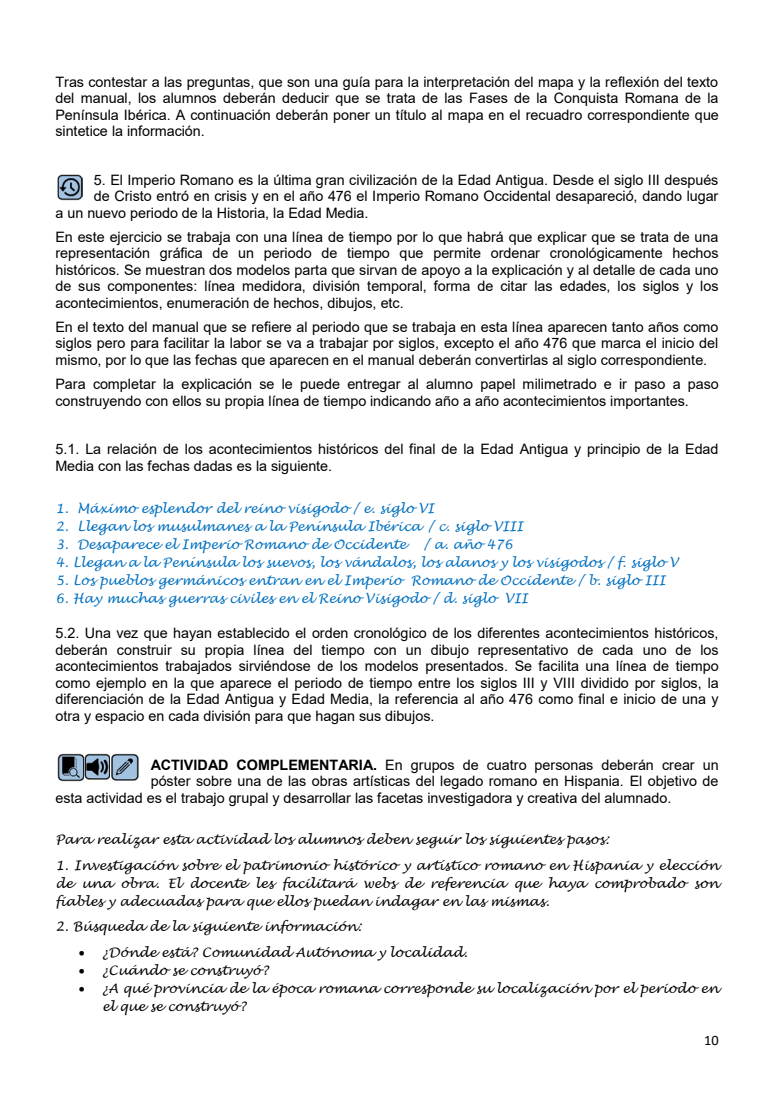 Tras contestar a las preguntas, que son una guía para la interpretación del mapa y la reflexión del texto
del manual, los alumnos deberán deducir que se trata de las Fases de la Conquista Romana de la
Península Ibérica. A continuación deberán poner un título al mapa en el recuadro correspondiente que
sintetice la información.
5. El Imperio Romano es la última gran civilización de la Edad Antigua. Desde el siglo III después
de Cristo entró en crisis y en el año 476 el Imperio Romano Occidental desapareció, dando lugar
a un nuevo periodo de la Historia, la Edad Media.
En este ejercicio se trabaja con una línea de tiempo por lo que habrá que explicar que se trata de una
representación gráfica de un periodo de tiempo que permite ordenar cronológicamente hechos
históricos. Se muestran dos modelos parta que sirvan de apoyo a la explicación y al detalle de cada uno
de sus componentes: línea medidora, división temporal, forma de citar las edades, los siglos y los
acontecimientos, enumeración de hechos, dibujos, etc.
En el texto del manual que se refiere al periodo que se trabaja en esta línea aparecen tanto años como
siglos pero para facilitar la labor se va a trabajar por siglos, excepto el año 476 que marca el inicio del
mismo, por lo que las fechas que aparecen en el manual deberán convertirlas al siglo correspondiente.
Para completar la explicación se le puede entregar al alumno papel milimetrado e ir paso a paso
construyendo con ellos su propia línea de tiempo indicando año a año acontecimientos importantes.
5.1. La relación de los acontecimientos históricos del final de la Edad Antigua y principio de la Edad
Media con las fechas dadas es la siguiente.
1. Máximo esplendor del reino visigodo / e. siglo VI
2. Llegan los musulmanes a la Península Ibérica / c. siglo VIII
3. Desaparece el Imperio Romano de Occidente / a. año 476
4. Llegan a la Península los suevos, los vándalos, los alanos y los visigodos / f. siglo V
5. Los pueblos germánicos entran en el Imperio Romano de Occidente / b. siglo III
6. Hay muchas guerras civiles en el Reino Visigodo / d. siglo VII
5.2. Una vez que hayan establecido el orden cronológico de los diferentes acontecimientos históricos,
deberán construir su propia línea del tiempo con un dibujo representativo de cada uno de los
acontecimientos trabajados sirviéndose de los modelos presentados. Se facilita una línea de tiempo
como ejemplo en la que aparece el periodo de tiempo entre los siglos III y VIII dividido por siglos, la
diferenciación de la Edad Antigua y Edad Media, la referencia al año 476 como final e inicio de una y
otra y espacio en cada división para que hagan sus dibujos.
ACTIVIDAD COMPLEMENTARIA. En grupos de cuatro personas deberán crear un
póster sobre una de las obras artísticas del legado romano en Hispania. El objetivo de
esta actividad es el trabajo grupal y desarrollar las facetas investigadora y creativa del alumnado.
Para realizar esta actividad los alumnos deben seguir los siguientes pasos:
1. Investigación sobre el patrimonio histórico y artístico romano en Hispania y elección
de una obra. El docente les facilitará webs de referencia que haya comprobado son
fiables y adecuadas para que ellos puedan indagar en las mismas.
2. Búsqueda de la siguiente información:
• ¿Dónde está? Comunidad Autónoma y localidad.
• ¿Cuándo se construyó?
• ¿A qué provincia de la época romana corresponde su localización por el período en
el que se construyó?
10